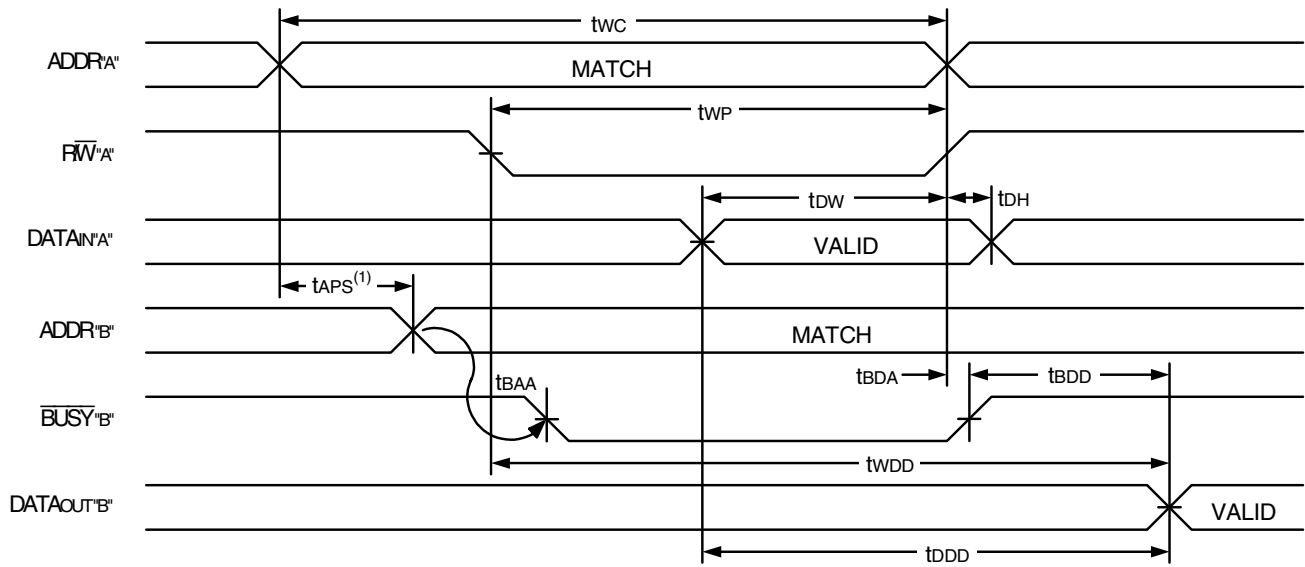 tWC
ADDR"A"
MATCH
tWP
R/W̅"A"
tDW
tDH
DATAIN"A"
VALID
tAPS(1)
ADDR"B"
MATCH
tBAA
tBDA
tBDD
B̅U̅S̅Y̅"B"
tWDD
DATAOUT"B"
VALID
tDDD